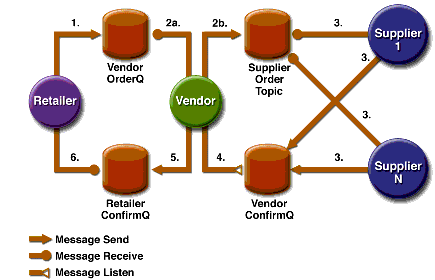 1.
2a.
2b.
3.
Supplier
1
Vendor
OrderQ
Supplier
Order
Topic
3.
Retailer
Vendor
3.
6.
5.
4.
3.
Supplier
N
Retailer
ConfirmQ
Vendor
ConfirmQ
Message Send
Message Receive
Message Listen